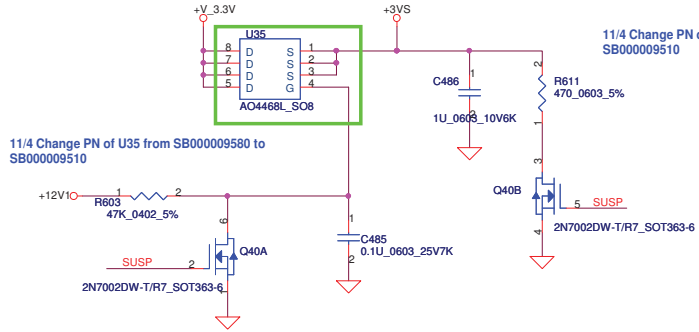 +V_3.3V
+3VS
11/4 Change PN o
SB000009510
U35
8 D S 1
7 D S 2
6 D S 3
5 D G 4
AO4468L_SO8
C486
1
2
1U_0603_10V6K
2
R611
470_0603_5%
1
11/4 Change PN of U35 from SB000009580 to
SB000009510
+12V1
1
R603
2
47K_0402_5%
1
C485
0.1U_0603_25V7K
2
6
Q40A
SUSP
2
2N7002DW-T/R7_SOT363-6
1
3
Q40B
5
SUSP
4
2N7002DW-T/R7_SOT363-6